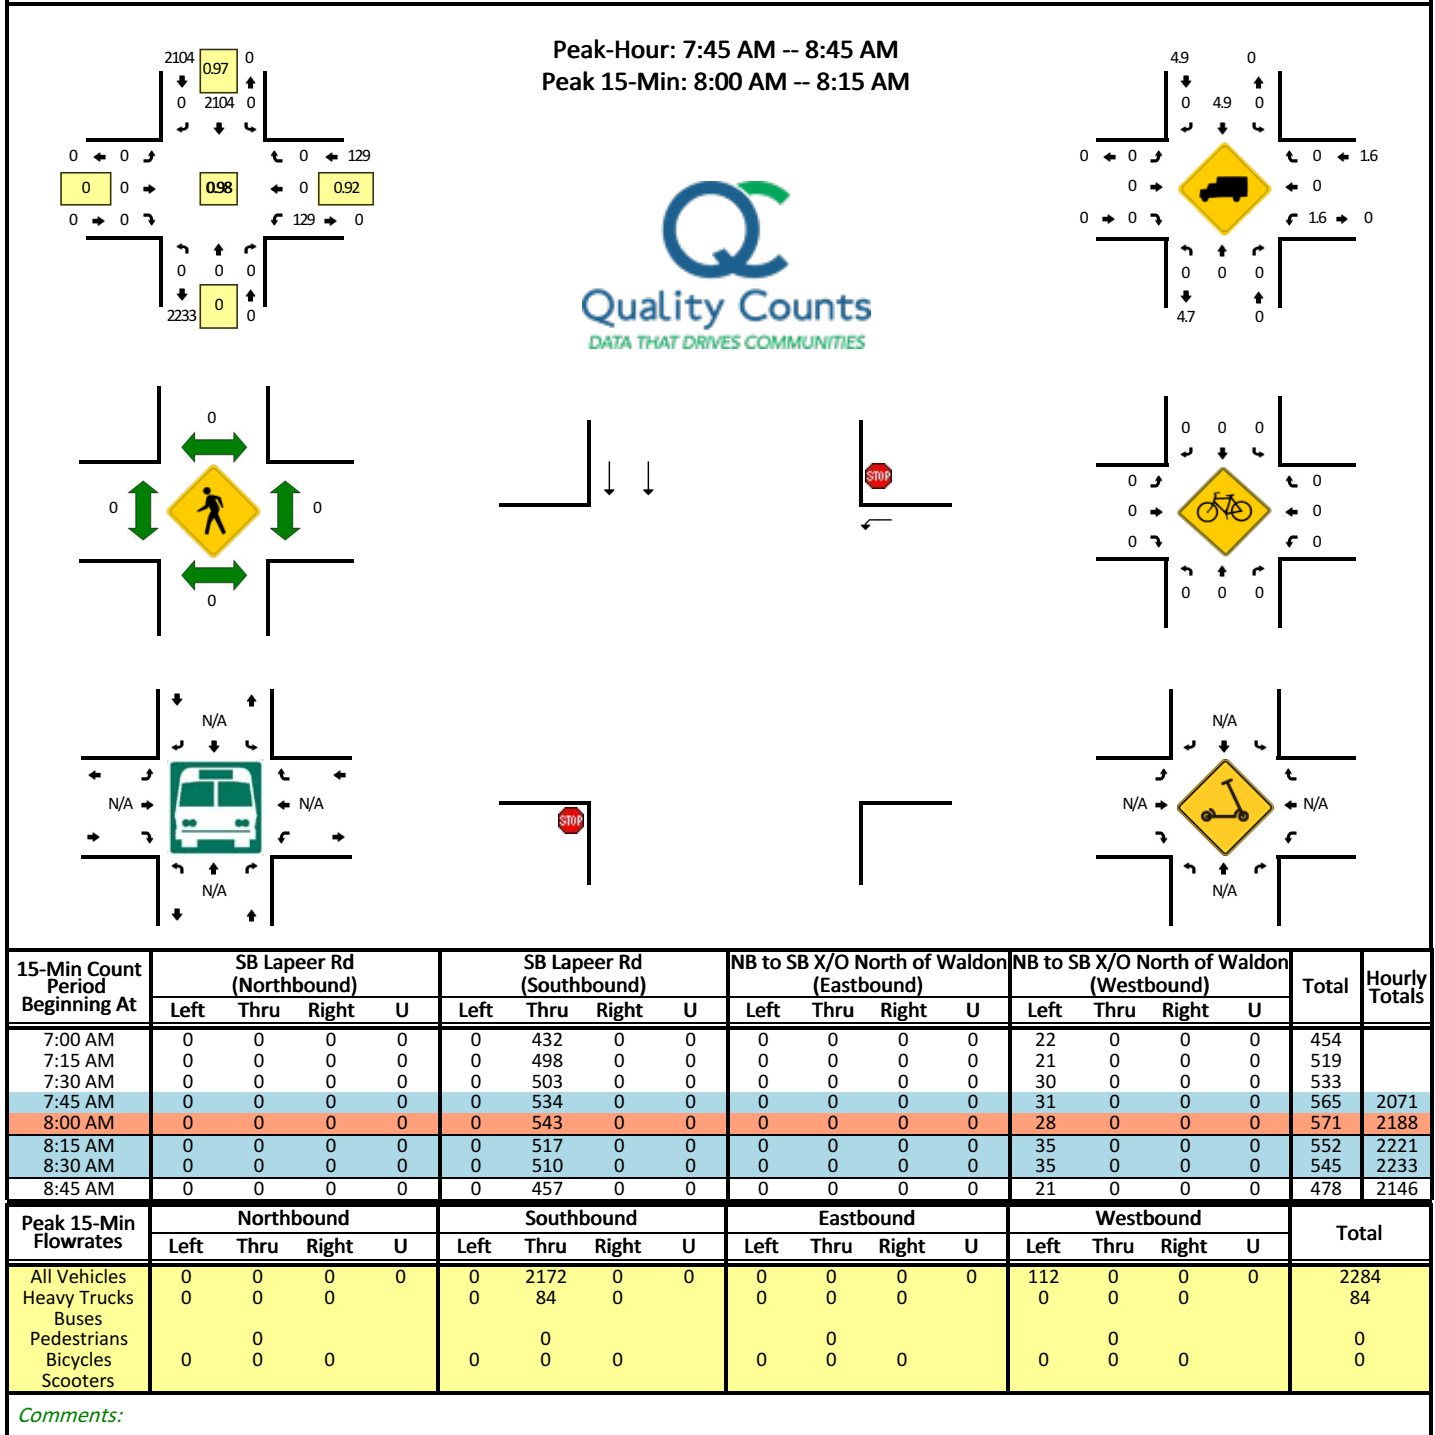 Peak-Hour: 7:45 AM -- 8:45 AM
Peak 15-Min: 8:00 AM -- 8:15 AM
2104 0.97 0
0 2104 0
0 0 0 129
0 0 0.98 0 0.92
0 0 129 0
0 0 0
2233 0 0
QC
Quality Counts
DATA THAT DRIVES COMMUNITIES
4.9 0
0 4.9 0
0 0 0 1.6
0 0
0 0 1.6 0
0 0 0
4.7 0
0
0 0
0
STOP
STOP
0 0 0
0 0
0 0
0 0
0 0 0
N/A
N/A N/A
N/A
N/A
N/A N/A
N/A
15-Min Count Period Beginning At SB Lapeer Rd (Northbound) SB Lapeer Rd (Southbound) NB to SB X/O North of Waldon (Eastbound) NB to SB X/O North of Waldon (Westbound) Total Hourly Totals
Left Thru Right U Left Thru Right U Left Thru Right U Left Thru Right U
7:00 AM 0 0 0 0 0 432 0 0 0 0 0 0 22 0 0 0 454
7:15 AM 0 0 0 0 0 498 0 0 0 0 0 0 21 0 0 0 519
7:30 AM 0 0 0 0 0 503 0 0 0 0 0 0 30 0 0 0 533
7:45 AM 0 0 0 0 0 534 0 0 0 0 0 0 31 0 0 0 565 2071
8:00 AM 0 0 0 0 0 543 0 0 0 0 0 0 28 0 0 0 571 2188
8:15 AM 0 0 0 0 0 517 0 0 0 0 0 0 35 0 0 0 552 2221
8:30 AM 0 0 0 0 0 510 0 0 0 0 0 0 35 0 0 0 545 2233
8:45 AM 0 0 0 0 0 457 0 0 0 0 0 0 21 0 0 0 478 2146
Peak 15-Min Flowrates Northbound Southbound Eastbound Westbound Total
Left Thru Right U Left Thru Right U Left Thru Right U Left Thru Right U
All Vehicles 0 0 0 0 0 2172 0 0 0 0 0 0 112 0 0 0 2284
Heavy Trucks 0 0 0 0 84 0 0 0 0 0 0 0 84
Buses
Pedestrians 0 0 0 0 0
Bicycles 0 0 0 0 0 0 0 0 0 0 0 0 0
Scooters
Comments: